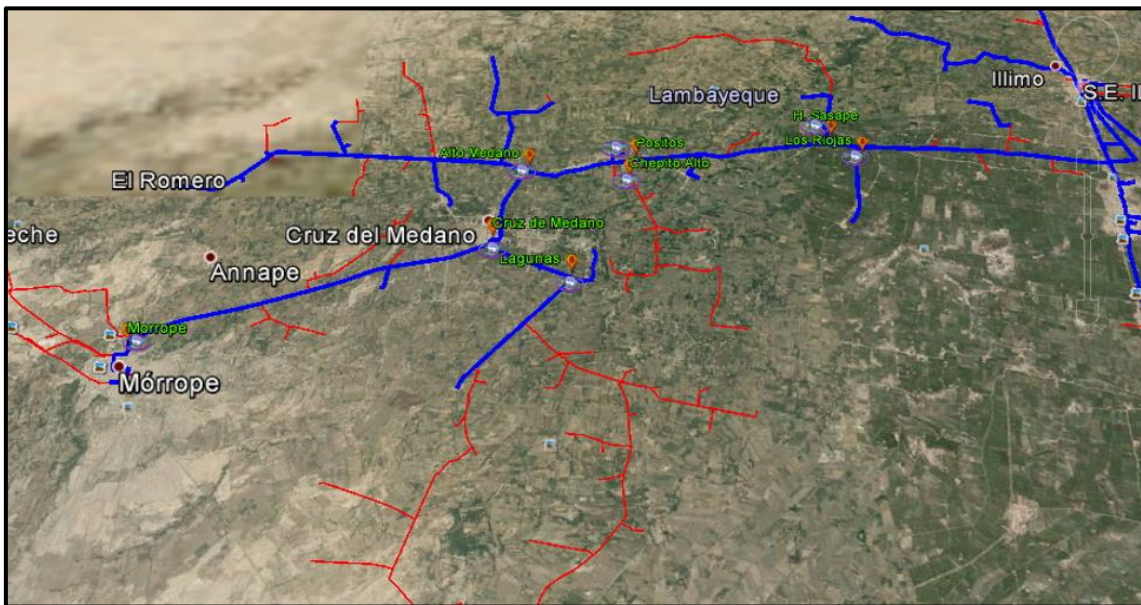 Illimo
S.E. Il
Lambayeque
H. Sasape
Positos
Los Riojas
Alto Medano
Chepito Alto
El Romero
Cruz de Medano
eche
Cruz del Medano
Lagunas
Annape
Morrope
Mórrope